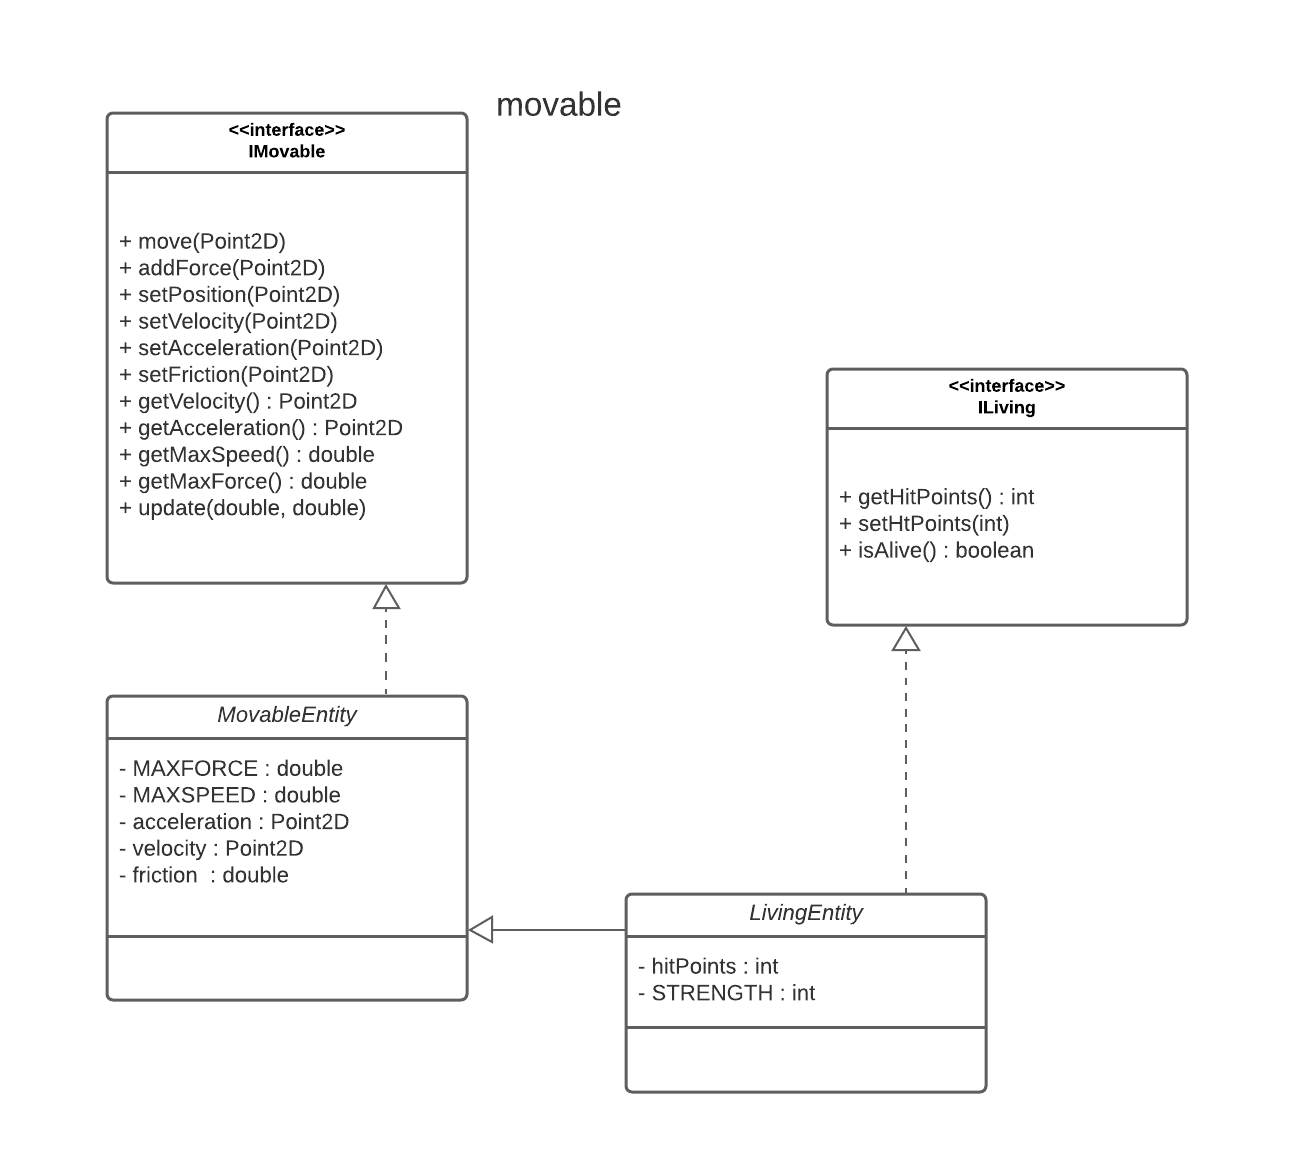 movable
<<interface>>
IMovable
+ move(Point2D)
+ addForce(Point2D)
+ setPosition(Point2D)
+ setVelocity(Point2D)
+ setAcceleration(Point2D)
+ setFriction(Point2D)
+ getVelocity() : Point2D
+ getAcceleration() : Point2D
+ getMaxSpeed() : double
+ getMaxForce() : double
+ update(double, double)
<<interface>>
ILiving
+ getHitPoints() : int
+ setHtPoints(int)
+ isAlive() : boolean
MovableEntity
- MAXFORCE : double
- MAXSPEED : double
- acceleration : Point2D
- velocity : Point2D
- friction  : double
LivingEntity
- hitPoints : int
- STRENGTH : int